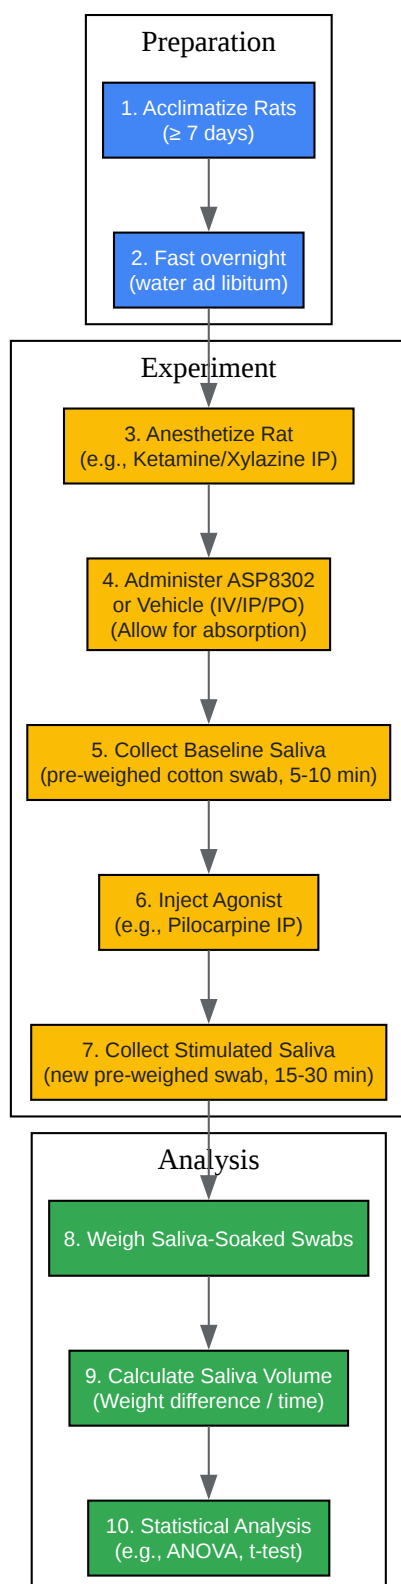 Preparation
1. Acclimatize Rats
(≥ 7 days)
2. Fast overnight
(water ad libitum)
Experiment
3. Anesthetize Rat
(e.g., Ketamine/Xylazine IP)
4. Administer ASP8302
or Vehicle (IV/IP/PO)
(Allow for absorption)
5. Collect Baseline Saliva
(pre-weighed cotton swab, 5-10 min)
6. Inject Agonist
(e.g., Pilocarpine IP)
7. Collect Stimulated Saliva
(new pre-weighed swab, 15-30 min)
Analysis
8. Weigh Saliva-Soaked Swabs
9. Calculate Saliva Volume
(Weight difference / time)
10. Statistical Analysis
(e.g., ANOVA, t-test)